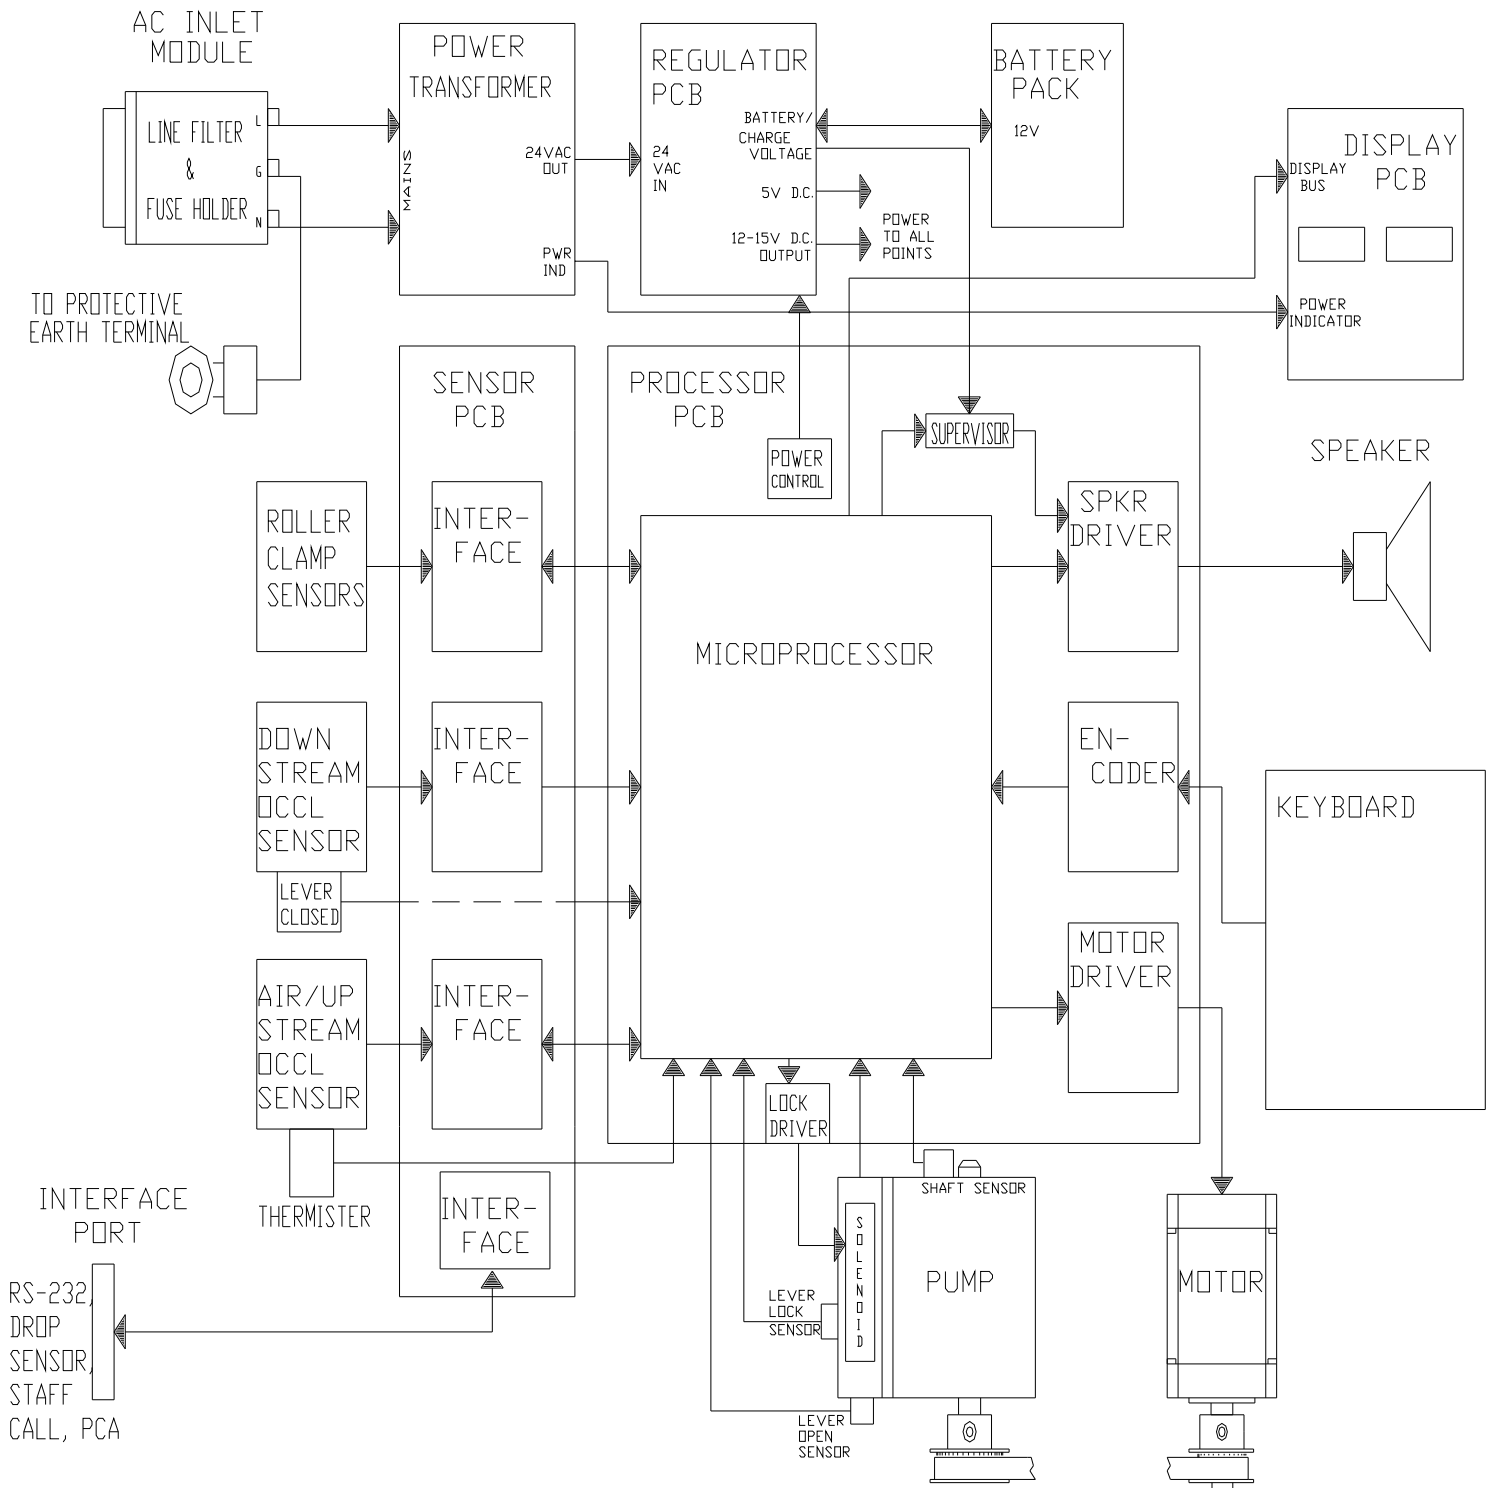 AC INLET
MODULE
LINE FILTER
&
FUSE HOLDER
L
G
N
TO PROTECTIVE
EARTH TERMINAL
POWER
TRANSFORMER
MAINS
24VAC
OUT
PWR
IND
REGULATOR
PCB
24
VAC
IN
BATTERY/
CHARGE
VOLTAGE
5V D.C.
12-15V D.C.
OUTPUT
POWER
TO ALL
POINTS
BATTERY
PACK
12V
DISPLAY
PCB
DISPLAY
BUS
POWER
INDICATOR
SENSOR
PCB
PROCESSOR
PCB
POWER
CONTROL
SUPERVISOR
SPEAKER
ROLLER
CLAMP
SENSORS
INTER-
FACE
SPKR
DRIVER
MICROPROCESSOR
DOWN
STREAM
OCCL
SENSOR
INTER-
FACE
EN-
CODER
KEYBOARD
LEVER
CLOSED
AIR/UP
STREAM
OCCL
SENSOR
INTER-
FACE
MOTOR
DRIVER
LOCK
DRIVER
THERMISTER
INTER-
FACE
INTERFACE
PORT
RS-232,
DROP
SENSOR,
STAFF
CALL, PCA
SHAFT SENSOR
SOLENOID
PUMP
MOTOR
LEVER
LOCK
SENSOR
LEVER
OPEN
SENSOR